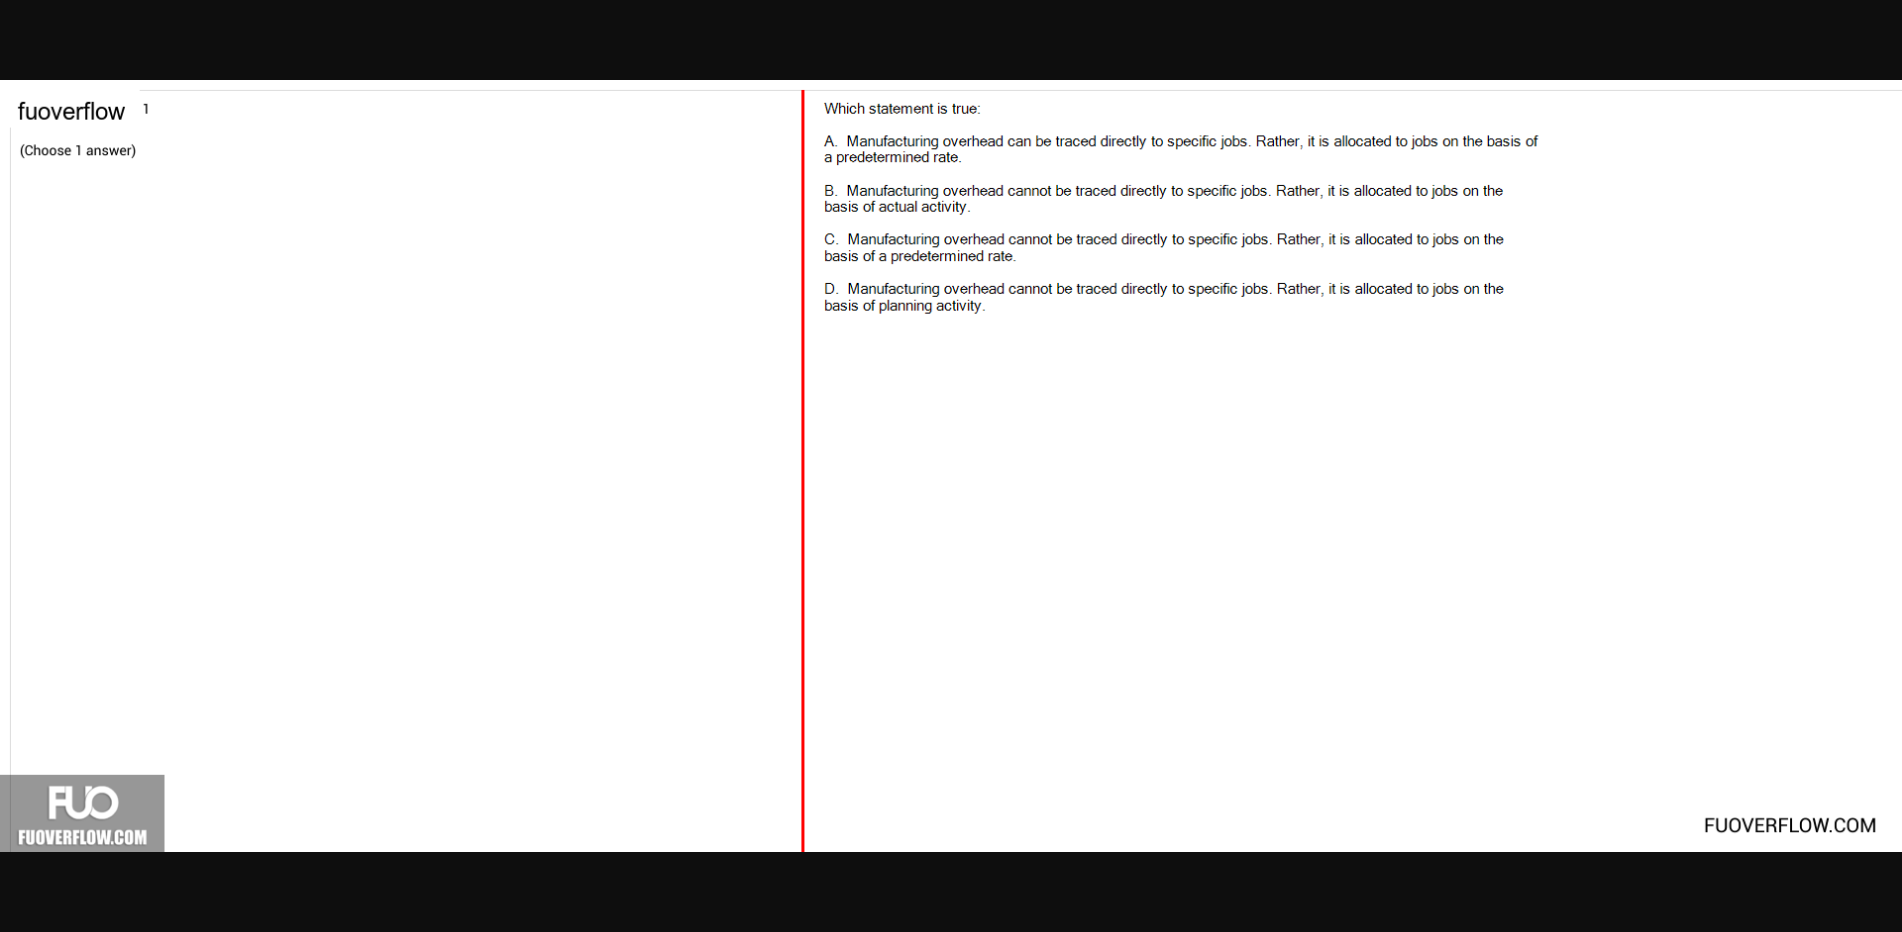 fuoverflow 1
(Choose 1 answer)
Which statement is true:
A. Manufacturing overhead can be traced directly to specific jobs. Rather, it is allocated to jobs on the basis of
a predetermined rate.
B. Manufacturing overhead cannot be traced directly to specific jobs. Rather, it is allocated to jobs on the
basis of actual activity.
C. Manufacturing overhead cannot be traced directly to specific jobs. Rather, it is allocated to jobs on the
basis of a predetermined rate.
D. Manufacturing overhead cannot be traced directly to specific jobs. Rather, it is allocated to jobs on the
basis of planning activity.
FUO
FUOVERFLOW.COM
FUOVERFLOW.COM